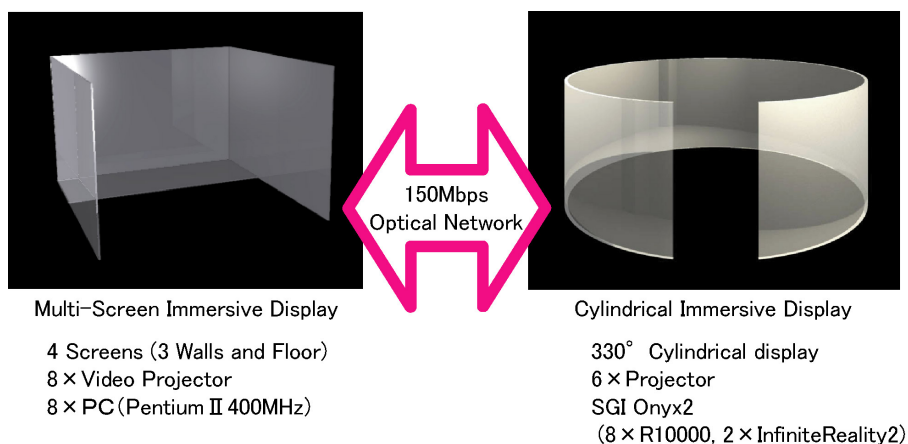 150Mbps
Optical Network
Multi-Screen Immersive Display
4 Screens (3 Walls and Floor)
8×Video Projector
8×PC(Pentium Ⅱ 400MHz)
Cylindrical Immersive Display
330° Cylindrical display
6×Projector
SGI Onyx2
(8×R10000, 2×InfiniteReality2)